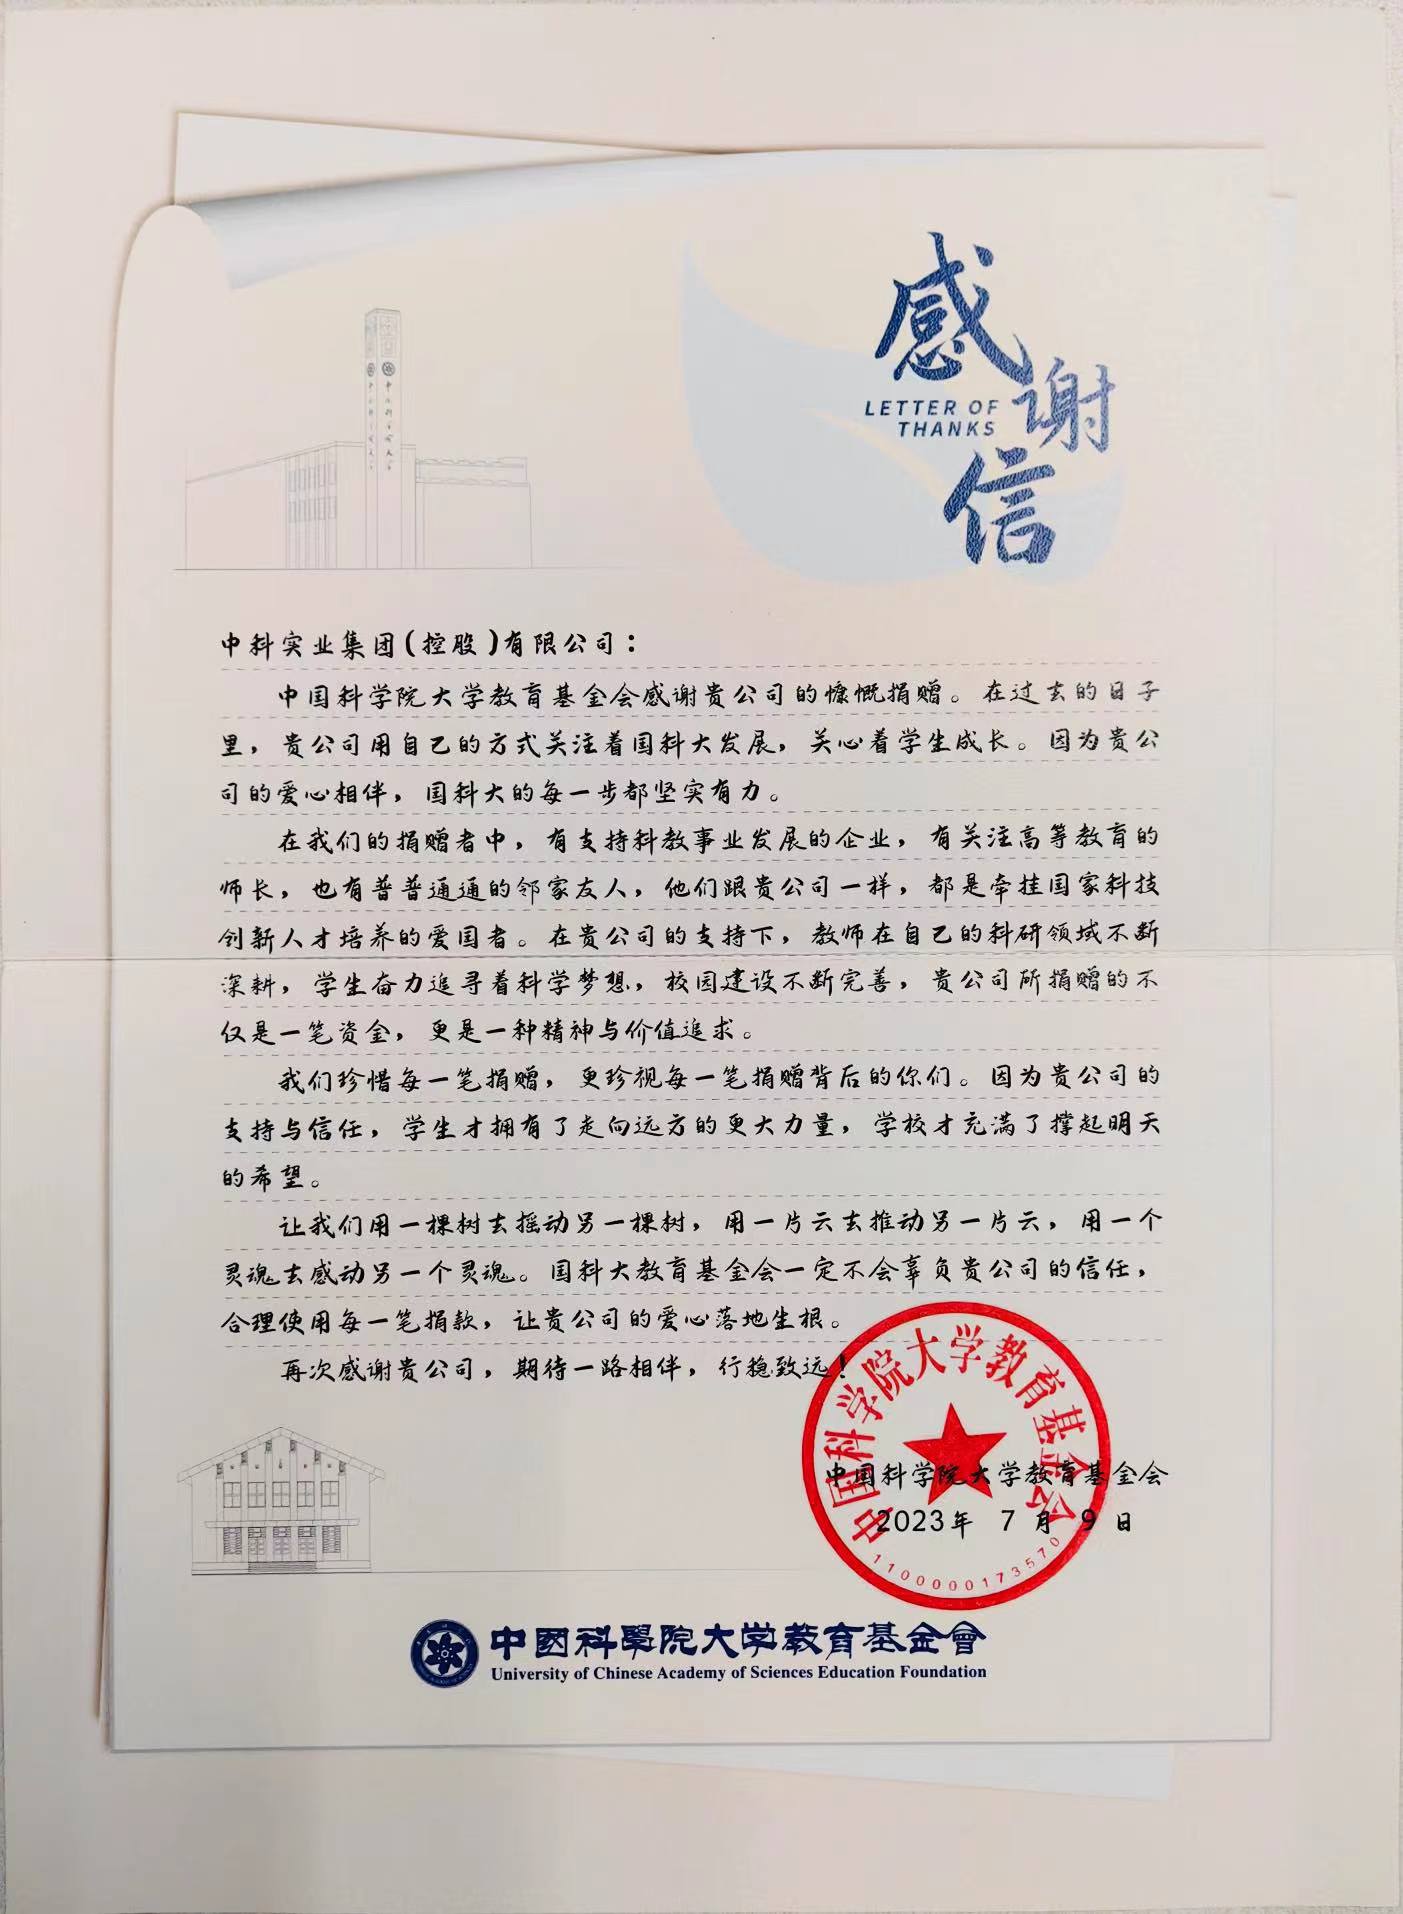 感谢信
LETTER OF
THANKS
中科实业集团(控股)有限公司：
中国科学院大学教育基金会感谢贵公司的慷慨捐赠。在过去的日子
里，贵公司用自己的方式关注着国科大发展，关心着学生成长。因为贵公
司的爱心相伴，国科大的每一步都坚实有力。
在我们的捐赠者中，有支持科教事业发展的企业，有关注高等教育的
师长，也有普普通通的邻家友人，他们跟贵公司一样，都是牵挂国家科技
创新人才培养的爱国者。在贵公司的支持下，教师在自己的科研领域不断
深耕，学生奋力追寻着科学梦想，校园建设不断完善，贵公司所捐赠的不
仅是一笔资金，更是一种精神与价值追求。
我们珍惜每一笔捐赠，更珍视每一笔捐赠背后的你们。因为贵公司的
支持与信任，学生才拥有了走向远方的更大力量，学校才充满了撑起明天
的希望。
让我们用一棵树去摇动另一棵树，用一片云去推动另一片云，用一个
灵魂去感动另一个灵魂。国科大教育基金会一定不会辜负贵公司的信任，
合理使用每一笔捐款，让贵公司的爱心落地生根。
再次感谢贵公司，期待一路相伴，行稳致远！
中国科学院大学教育基金会
2023年 7 月 9 日
中国科学院大学教育基金会
1100000173570
中国科學院大学教育基金會
University of Chinese Academy of Sciences Education Foundation